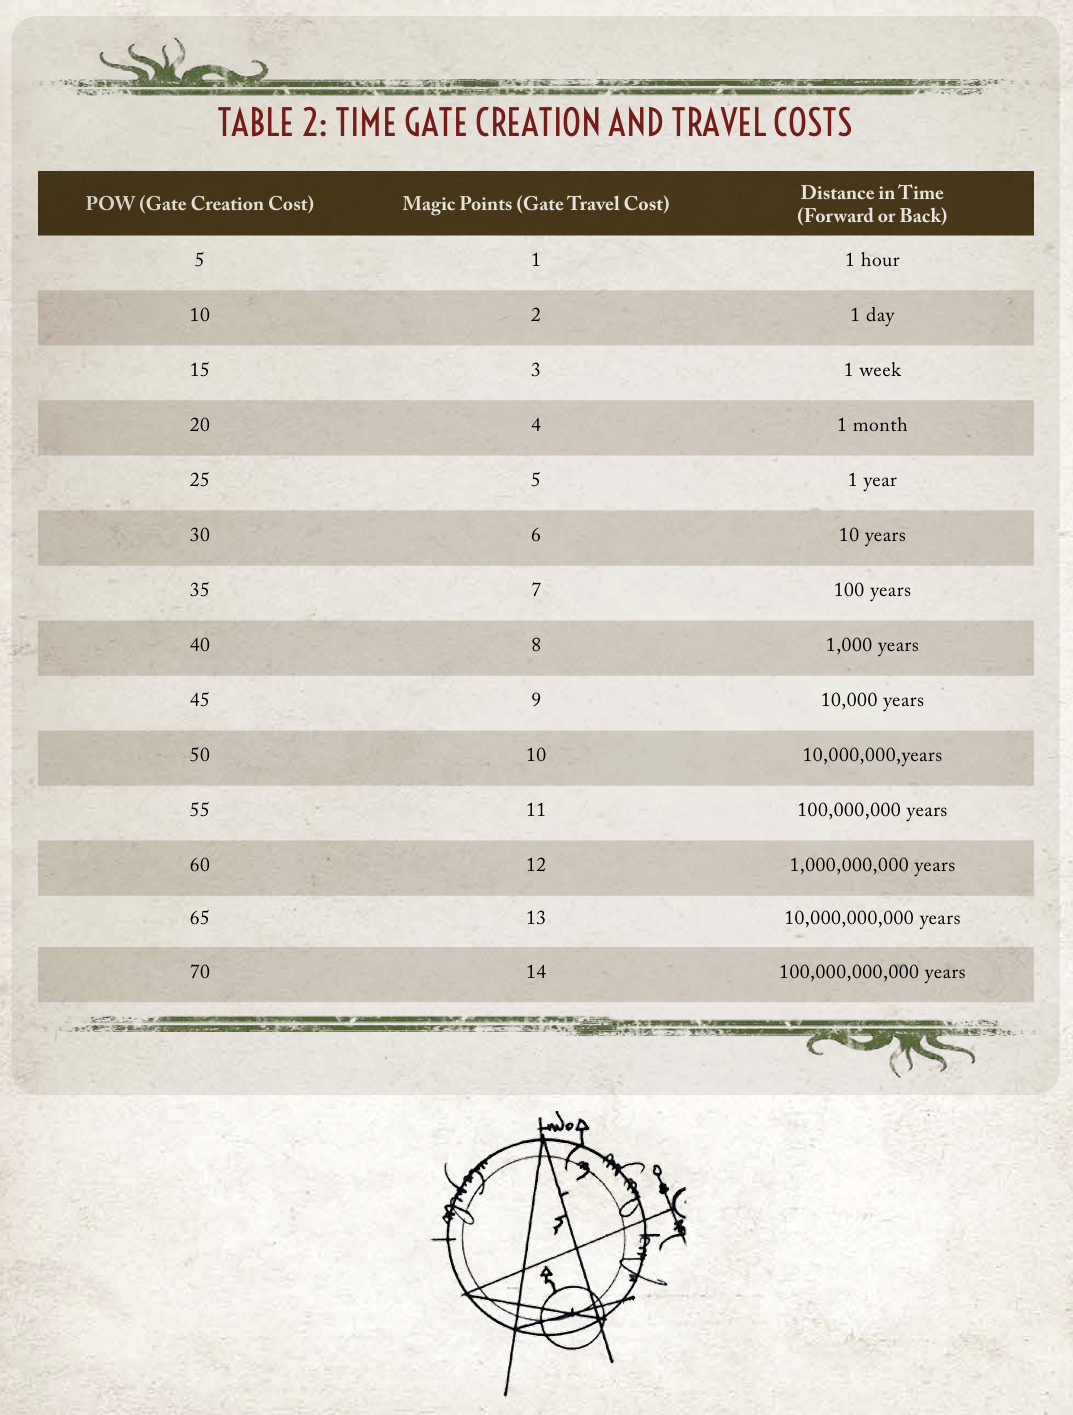 TABLE 2: TIME GATE CREATION AND TRAVEL COSTS
POW (Gate Creation Cost) Magic Points (Gate Travel Cost) Distance in Time
(Forward or Back)
5 1 1 hour
10 2 1 day
15 3 1 week
20 4 1 month
25 5 1 year
30 6 10 years
35 7 100 years
40 8 1,000 years
45 9 10,000 years
50 10 10,000,000,years
55 11 100,000,000 years
60 12 1,000,000,000 years
65 13 10,000,000,000 years
70 14 100,000,000,000 years